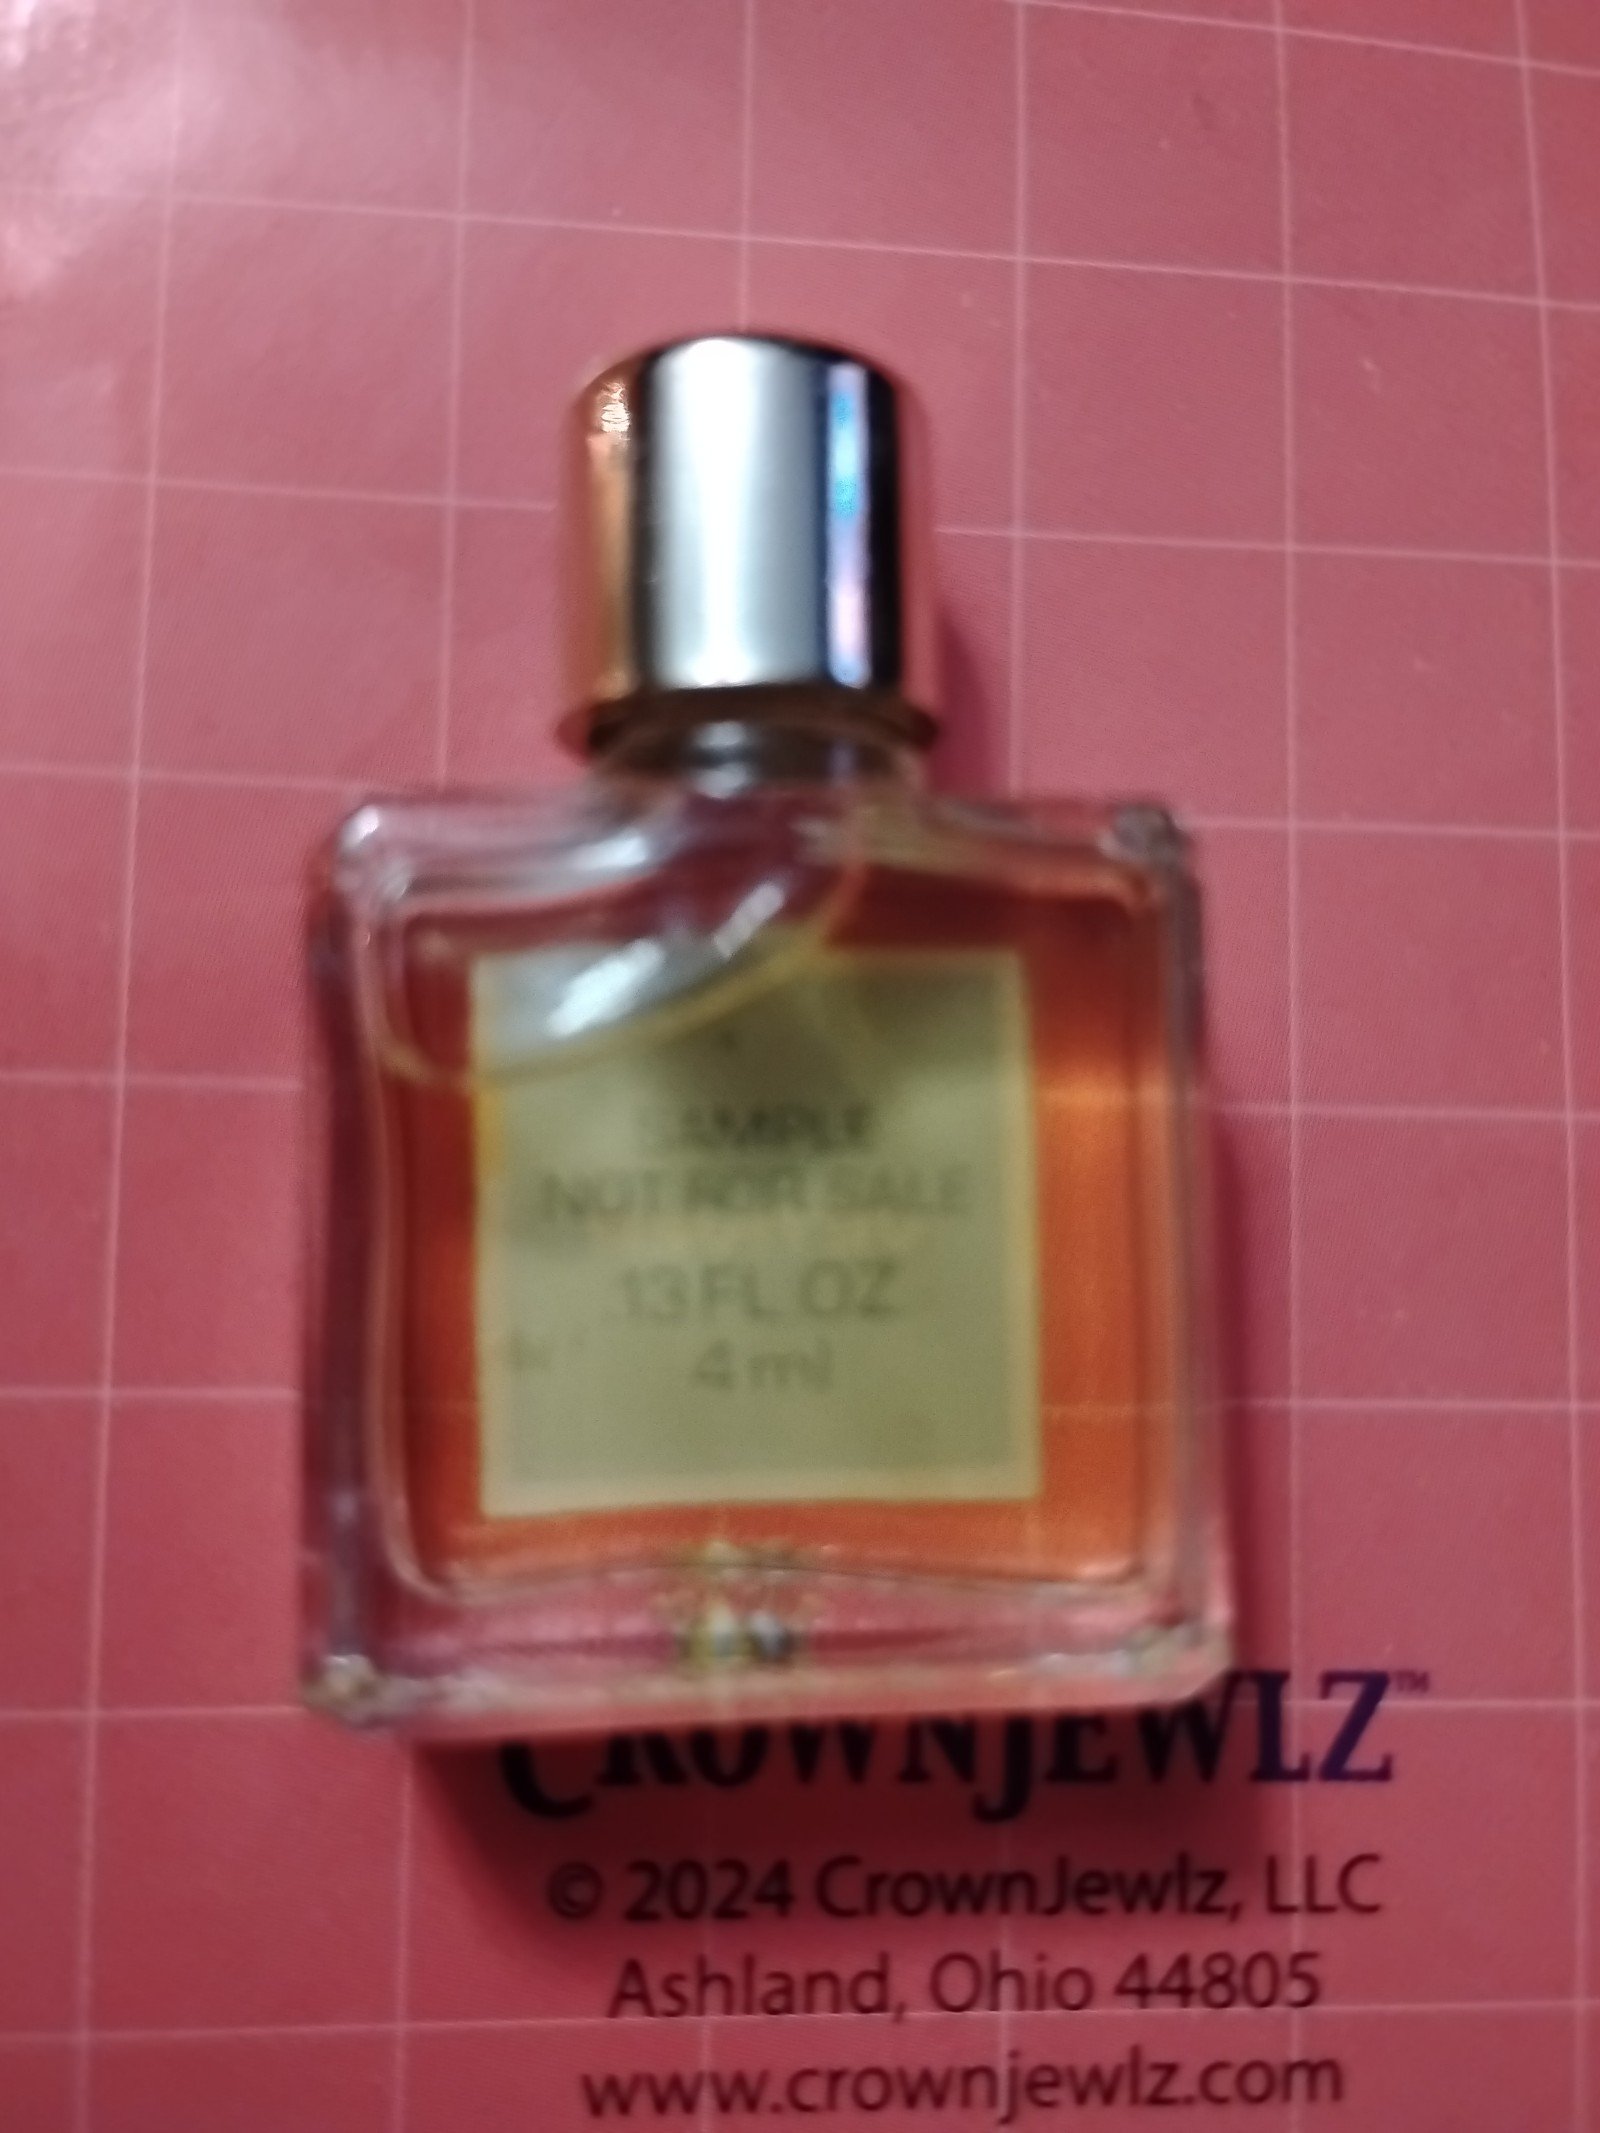 SAMPLE
NOT FOR SALE
.13 FL. OZ
4 ml
CROWNJEWLZ™
© 2024 CrownJewlz, LLC
Ashland, Ohio 44805
www.crownjewlz.com